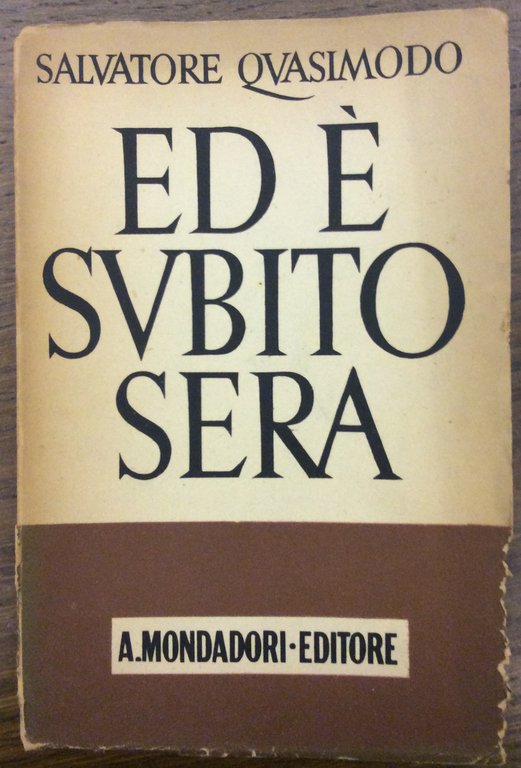 SALVATORE QVASIMODO
ED È
SVBITO
SERA
A.MONDADORI·EDITORE